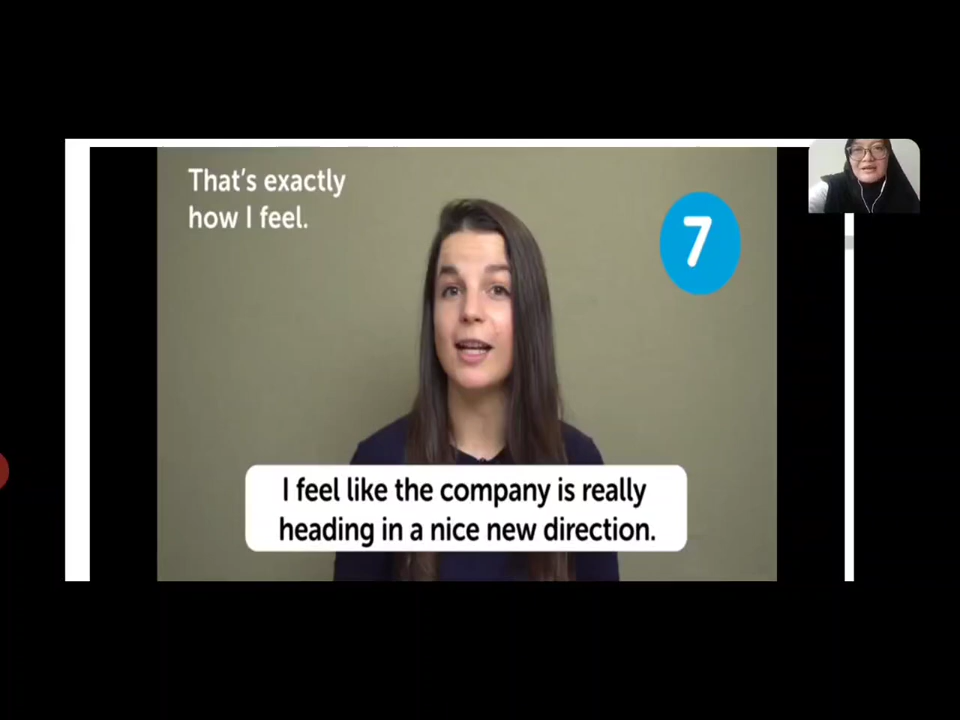 That's exactly
how I feel.
7
I feel like the company is really
heading in a nice new direction.